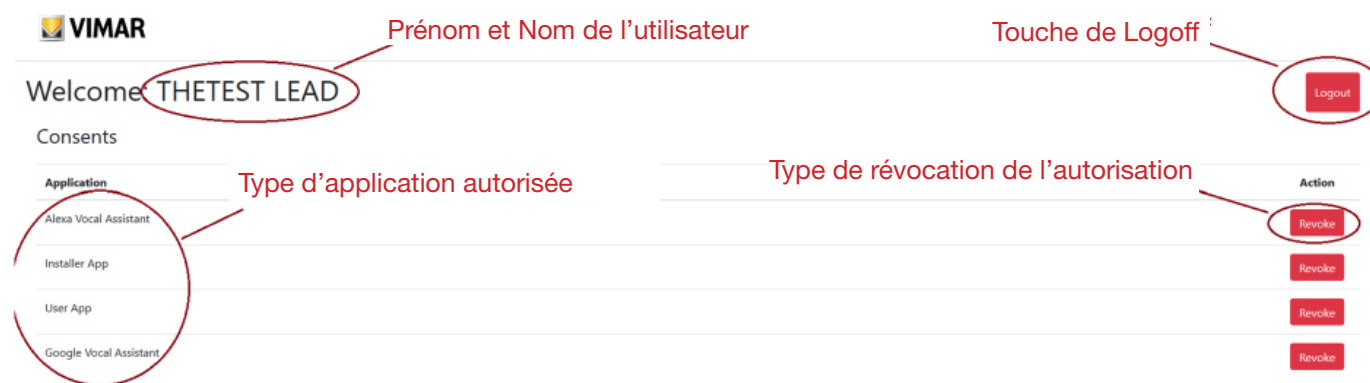 VIMAR
Prénom et Nom de l'utilisateur
Touche de Logoff
Welcome: THETEST LEAD
Logout
Consents
Type d'application autorisée
Type de révocation de l'autorisation
Application
Action
Alexa Vocal Assistant
Revoke
Installer App
Revoke
User App
Revoke
Google Vocal Assistant
Revoke